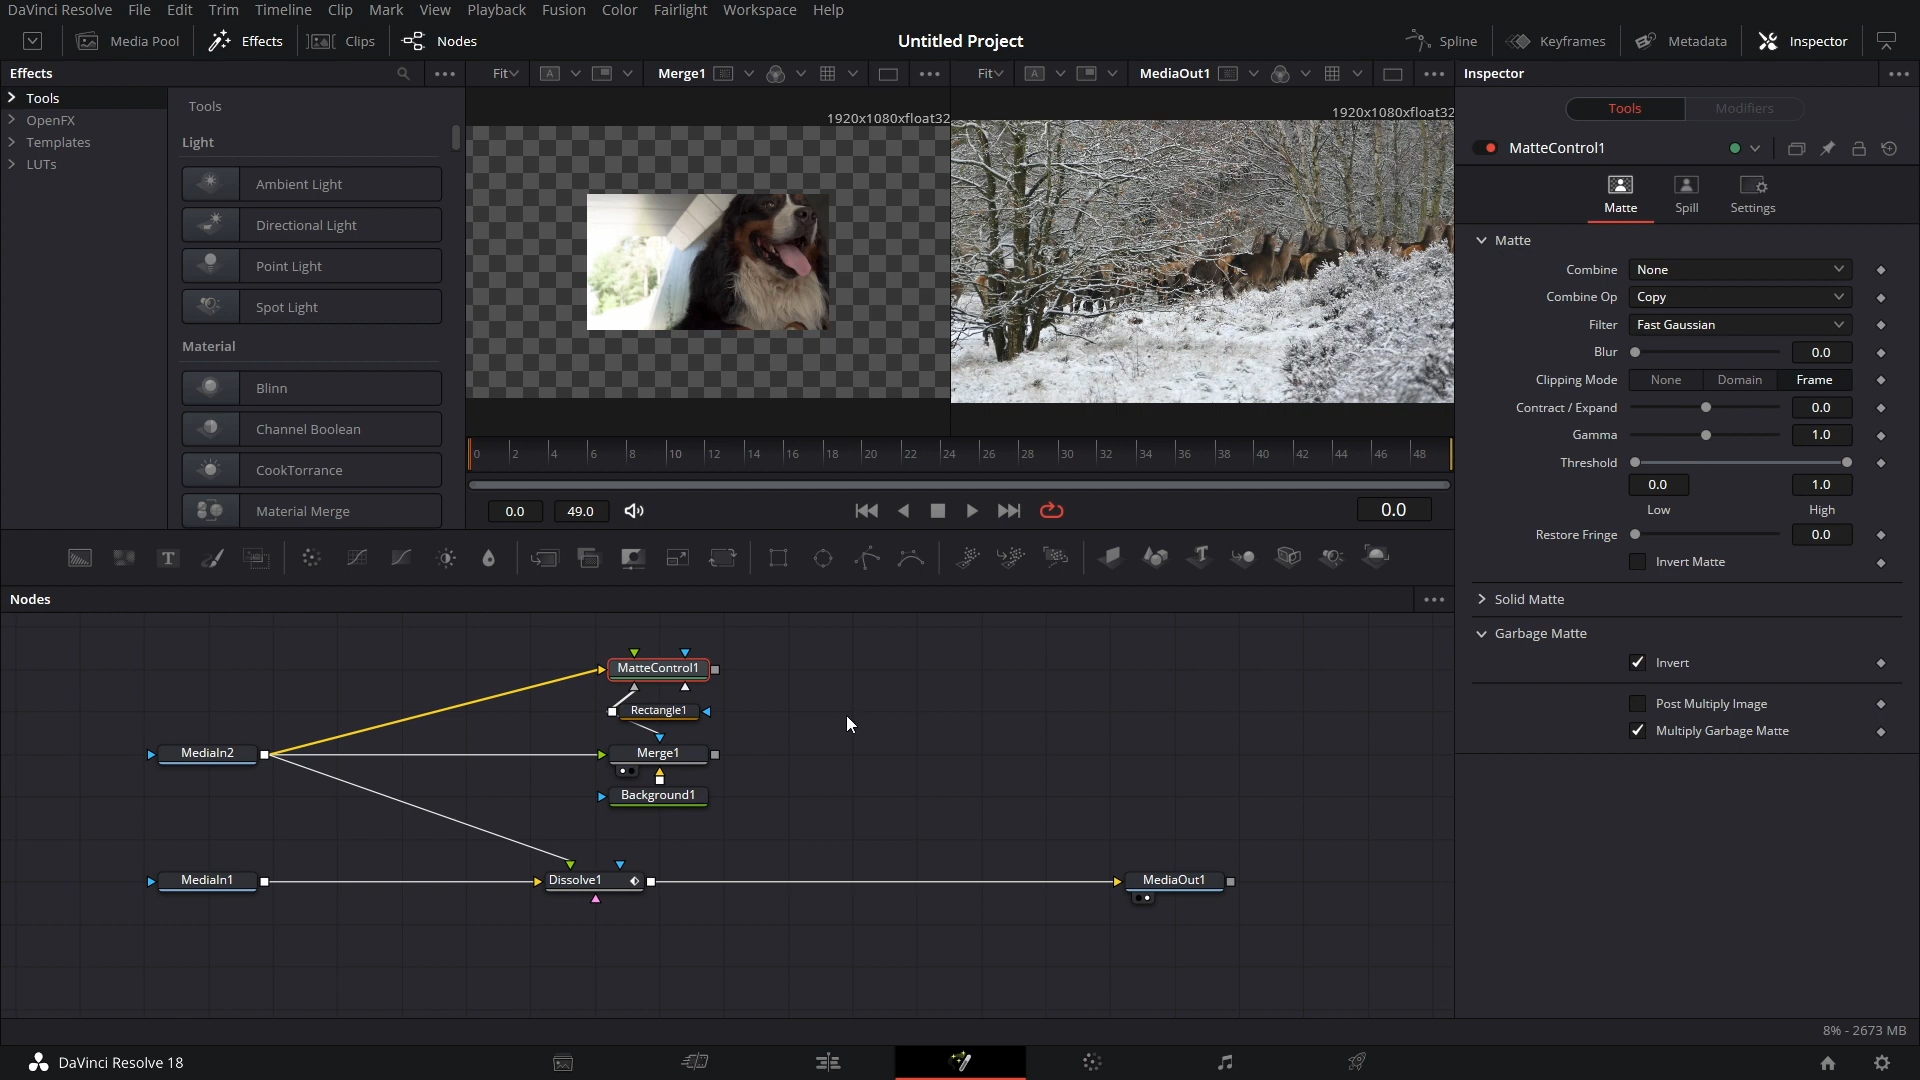 DaVinci Resolve File Edit Trim Timeline Clip Mark View Playback Fusion Color Fairlight Workspace Help
Media Pool Effects Clips Nodes Untitled Project Spline Keyframes Metadata Inspector
Effects Fit A Merge1 Fit A MediaOut1 Inspector
Tools
OpenFX
Templates
LUTs
Tools
Light
Ambient Light
Directional Light
Point Light
Spot Light
Material
Blinn
Channel Boolean
CookTorrance
Material Merge
1920x1080xfloat32
1920x1080xfloat32
0 2 4 6 8 10 12 14 16 18 20 22 24 26 28 30 32 34 36 38 40 42 44 46 48
0.0 49.0 0.0
T
Nodes
MatteControl1
Rectangle1
MediaIn2 Merge1
Background1
MediaIn1 Dissolve1 MediaOut1
Tools Modifiers
MatteControl1
Matte Spill Settings
Matte
Combine None
Combine Op Copy
Filter Fast Gaussian
Blur 0.0
Clipping Mode None Domain Frame
Contract / Expand 0.0
Gamma 1.0
Threshold
0.0 1.0
Low High
Restore Fringe 0.0
Invert Matte
Solid Matte
Garbage Matte
Invert
Post Multiply Image
Multiply Garbage Matte
8% - 2673 MB
DaVinci Resolve 18